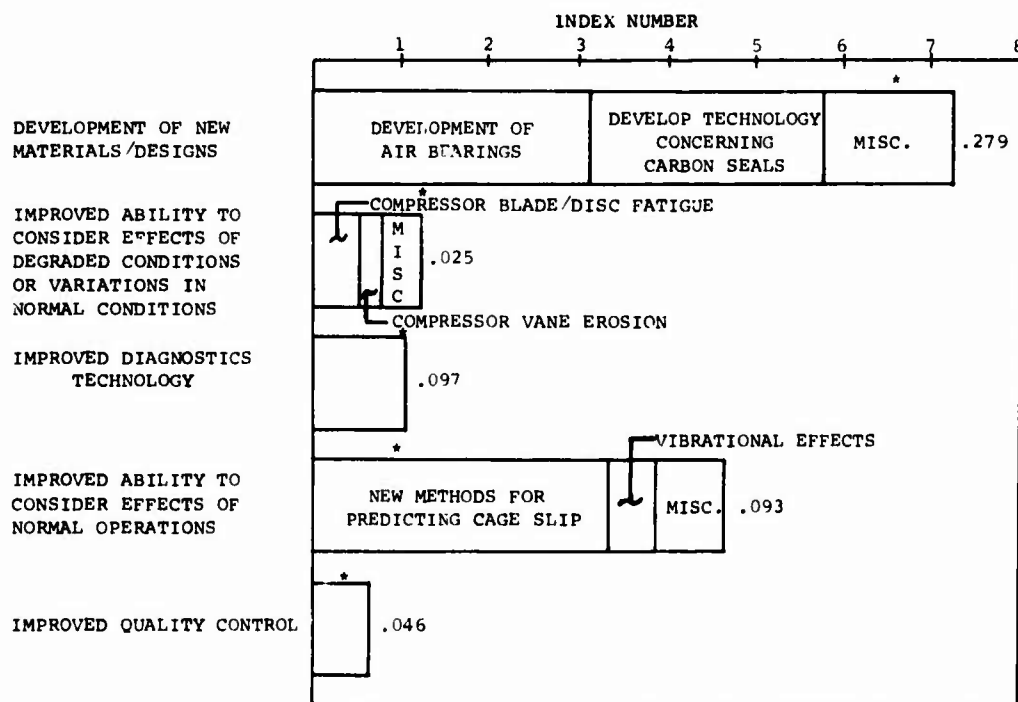 INDEX NUMBER
1 2 3 4 5 6 7 8
*
DEVELOPMENT OF NEW
MATERIALS/DESIGNS
DEVELOPMENT OF
AIR BEARINGS
DEVELOP TECHNOLOGY
CONCERNING
CARBON SEALS
MISC.
.279
*
COMPRESSOR BLADE/DISC FATIGUE
IMPROVED ABILITY TO
CONSIDER EFFECTS OF
DEGRADED CONDITIONS
OR VARIATIONS IN
NORMAL CONDITIONS
M
I
S
C
.025
COMPRESSOR VANE EROSION
*
IMPROVED DIAGNOSTICS
TECHNOLOGY
.097
*
VIBRATIONAL EFFECTS
IMPROVED ABILITY TO
CONSIDER EFFECTS OF
NORMAL OPERATIONS
NEW METHODS FOR
PREDICTING CAGE SLIP
MISC.
.093
*
IMPROVED QUALITY CONTROL
.046